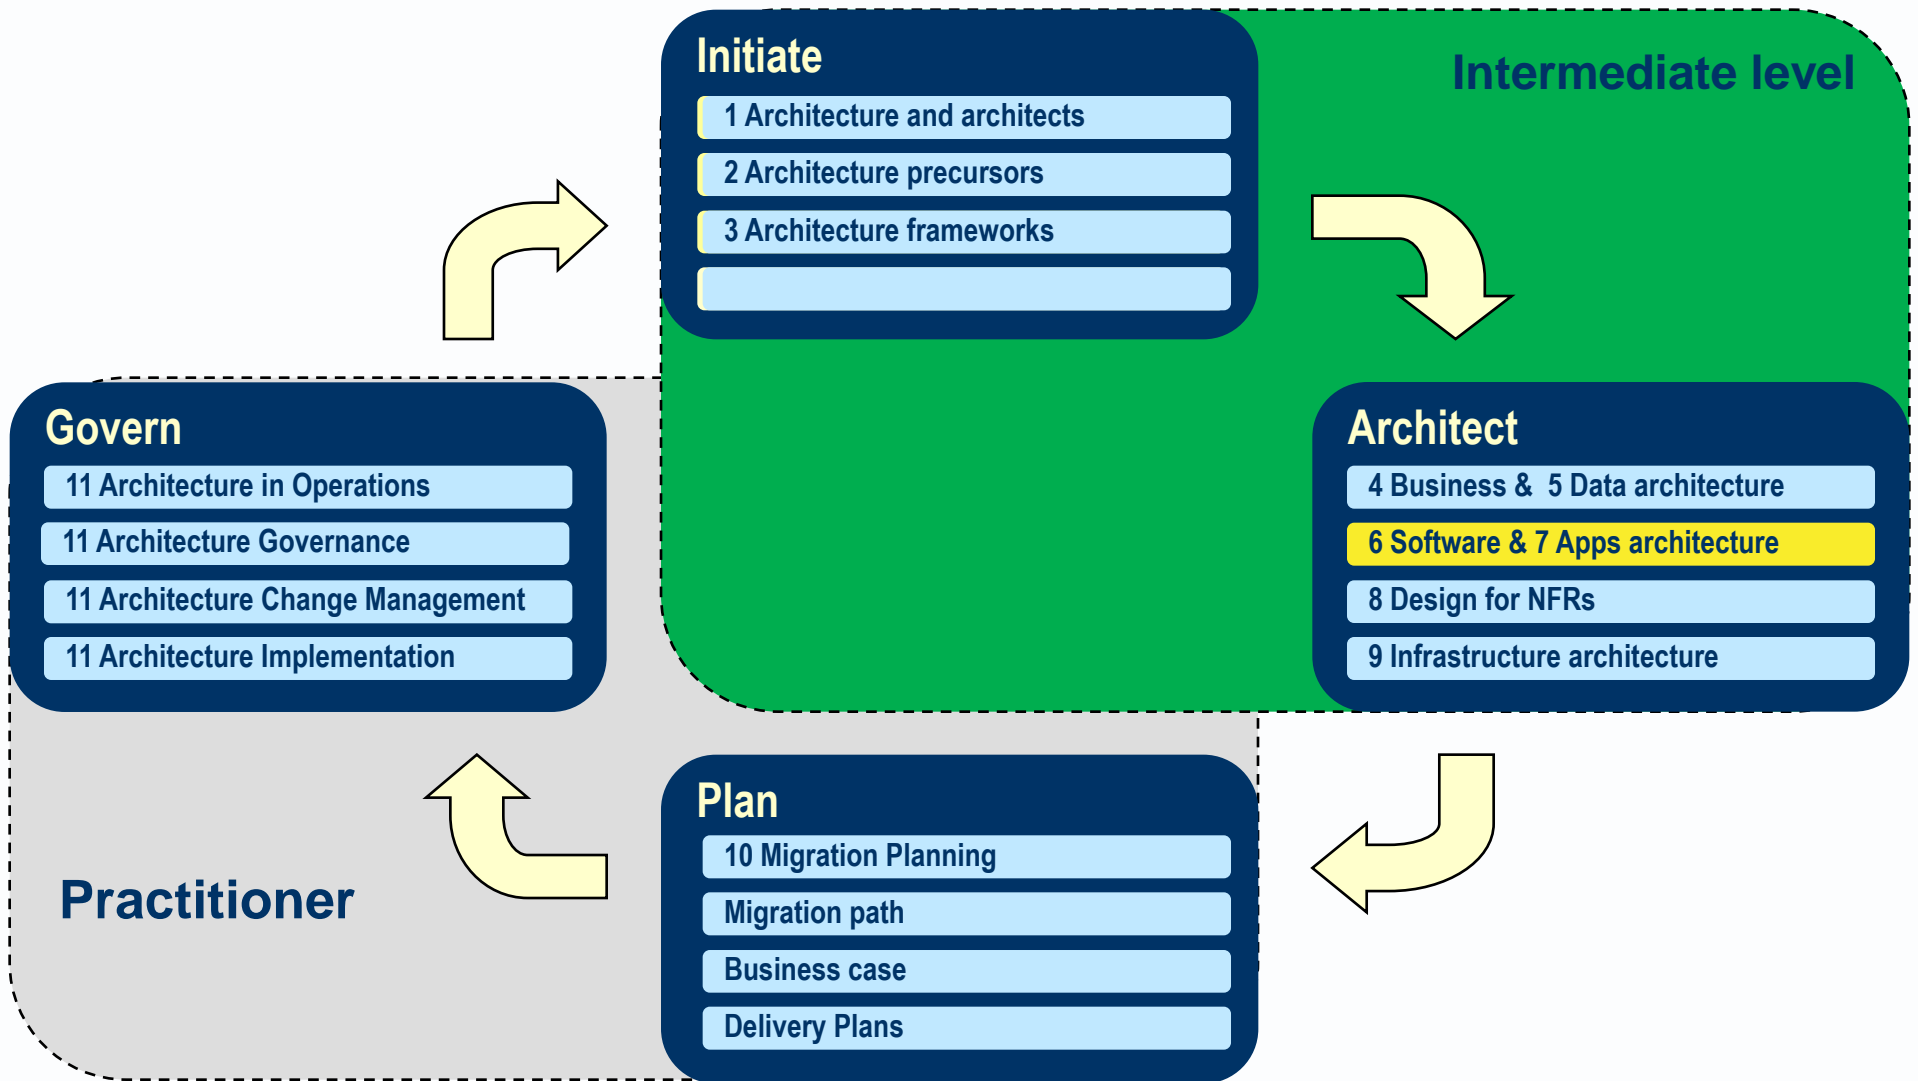 Initiate
Intermediate level
1 Architecture and architects
2 Architecture precursors
3 Architecture frameworks
Govern
11 Architecture in Operations
11 Architecture Governance
11 Architecture Change Management
11 Architecture Implementation
Architect
4 Business &  5 Data architecture
6 Software & 7 Apps architecture
8 Design for NFRs
9 Infrastructure architecture
Plan
10 Migration Planning
Migration path
Business case
Delivery Plans
Practitioner